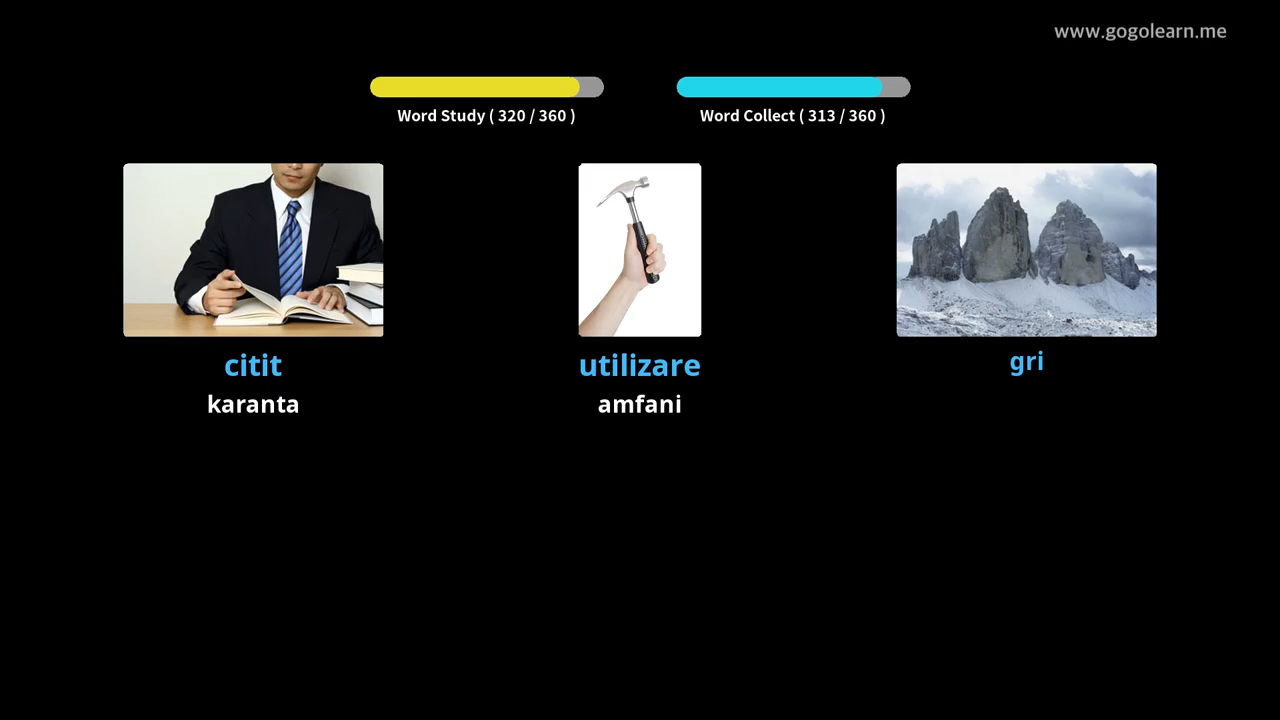 www.gogolearn.me
Word Study ( 320 / 360 )
Word Collect ( 313 / 360 )
citit
utilizare
gri
karanta
amfani